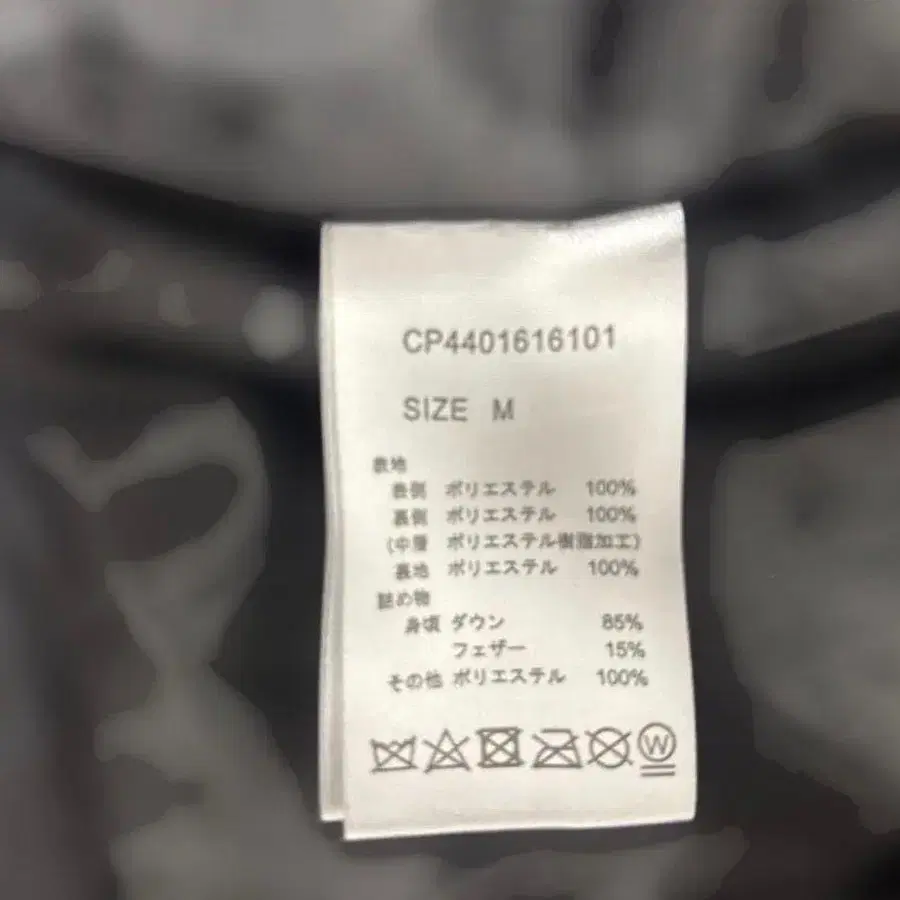 CP4401616101
SIZE M
表地
表側 ポリエステル 100%
裏側 ポリエステル 100%
(中層 ポリエステル樹脂加工)
裏地 ポリエステル 100%
詰め物
身頃 ダウン 85%
フェザー 15%
その他 ポリエステル 100%
W